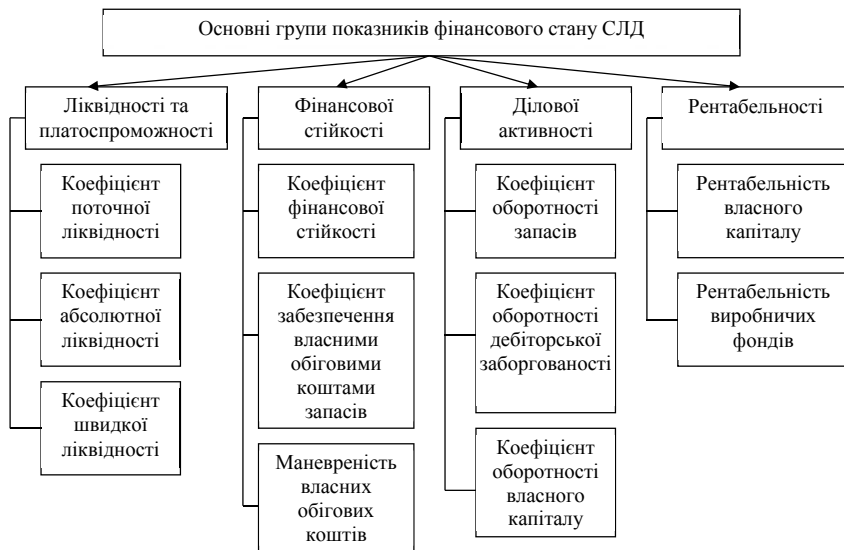 Основні групи показників фінансового стану СЛД
Ліквідності та
платоспроможності
Коефіцієнт
поточної
ліквідності
Коефіцієнт
абсолютної
ліквідності
Коефіцієнт
швидкої
ліквідності
Фінансової
стійкості
Коефіцієнт
фінансової
стійкості
Коефіцієнт
забезпечення
власними
обіговими
коштами
запасів
Маневреність
власних
обігових
коштів
Ділової
активності
Коефіцієнт
оборотності
запасів
Коефіцієнт
оборотності
дебіторської
заборгованості
Коефіцієнт
оборотності
власного
капіталу
Рентабельності
Рентабельність
власного
капіталу
Рентабельність
виробничих
фондів